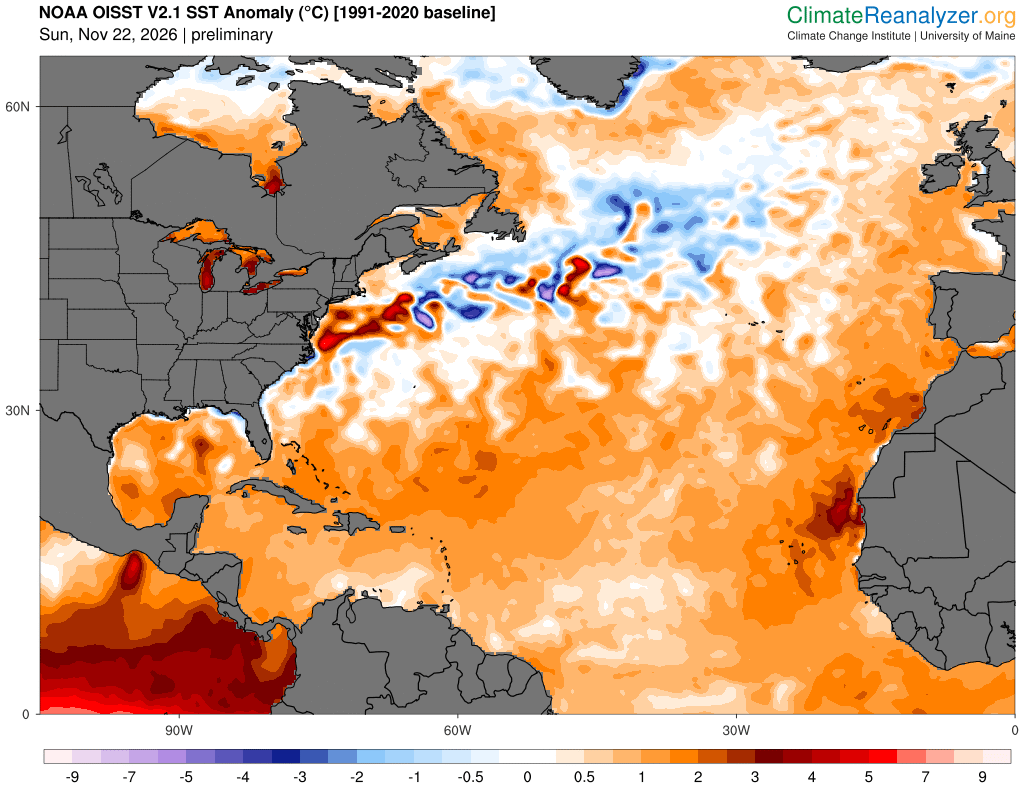 NOAA OISST V2.1 SST Anomaly (°C) [1991-2020 baseline]
Sun, Nov 22, 2026 | preliminary
ClimateReanalyzer.org
Climate Change Institute | University of Maine
60N
30N
0
90W
60W
30W
0
-9 -7 -5 -4 -3 -2 -1 -0.5 0 0.5 1 2 3 4 5 7 9